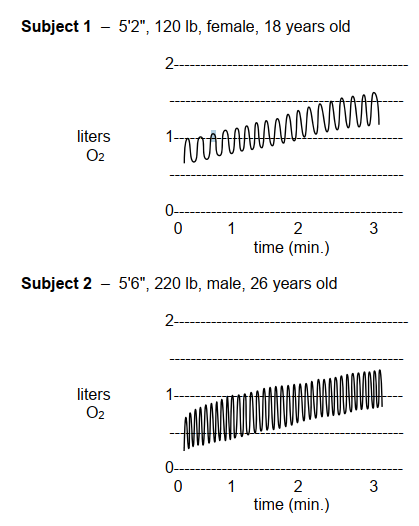 Subject 1 – 5'2", 120 lb, female, 18 years old
2
liters
O2
1
0
0 1 2 3
time (min.)
Subject 2 – 5'6", 220 lb, male, 26 years old
2
liters
O2
1
0
0 1 2 3
time (min.)